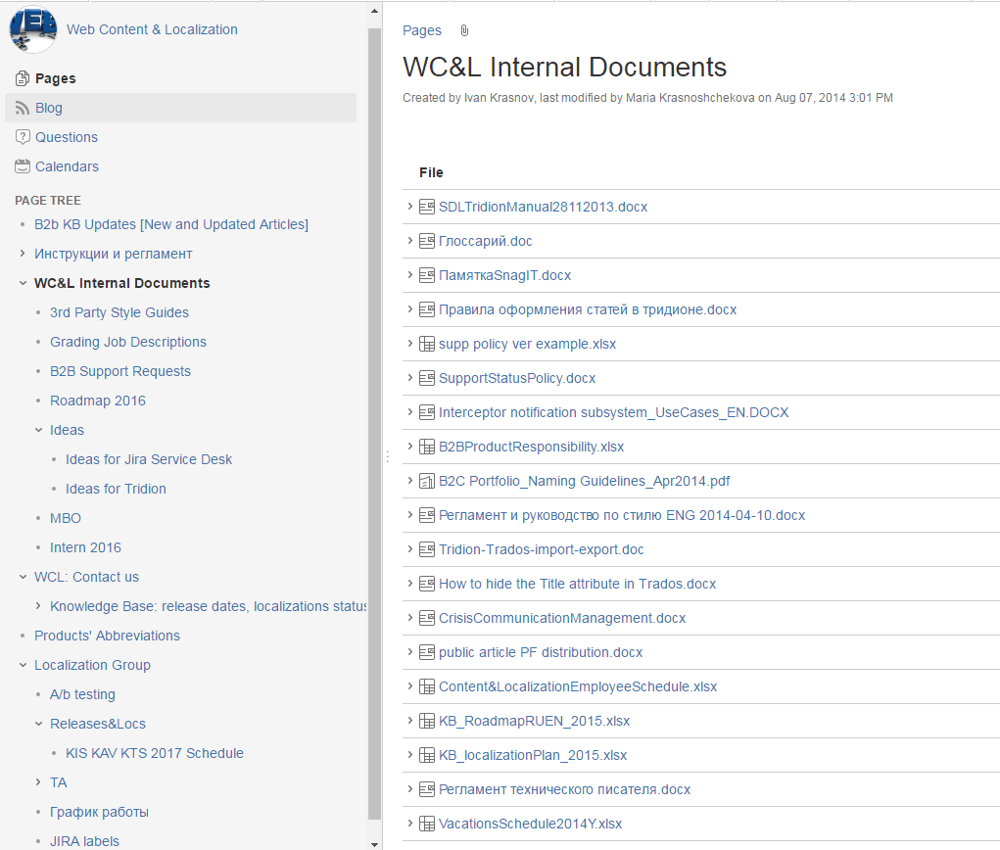 Web Content & Localization
Pages
Blog
Questions
Calendars
PAGE TREE
B2b KB Updates [New and Updated Articles]
Инструкции и регламент
WC&L Internal Documents
3rd Party Style Guides
Grading Job Descriptions
B2B Support Requests
Roadmap 2016
Ideas
Ideas for Jira Service Desk
Ideas for Tridion
MBO
Intern 2016
WCL: Contact us
Knowledge Base: release dates, localizations status
Products' Abbreviations
Localization Group
A/b testing
Releases&Locs
KIS KAV KTS 2017 Schedule
TA
График работы
JIRA labels
Pages
WC&L Internal Documents
Created by Ivan Krasnov, last modified by Maria Krasnoshchekova on Aug 07, 2014 3:01 PM
File
SDLTridionManual28112013.docx
Глоссарий.doc
ПамяткаSnagIT.docx
Правила оформления статей в тридионе.docx
supp policy ver example.xlsx
SupportStatusPolicy.docx
Interceptor notification subsystem_UseCases_EN.DOCX
B2BProductResponsibility.xlsx
B2C Portfolio_Naming Guidelines_Apr2014.pdf
Регламент и руководство по стилю ENG 2014-04-10.docx
Tridion-Trados-import-export.doc
How to hide the Title attribute in Trados.docx
CrisisCommunicationManagement.docx
public article PF distribution.docx
Content&LocalizationEmployeeSchedule.xlsx
KB_RoadmapRUEN_2015.xlsx
KB_localizationPlan_2015.xlsx
Регламент технического писателя.docx
VacationsSchedule2014Y.xlsx